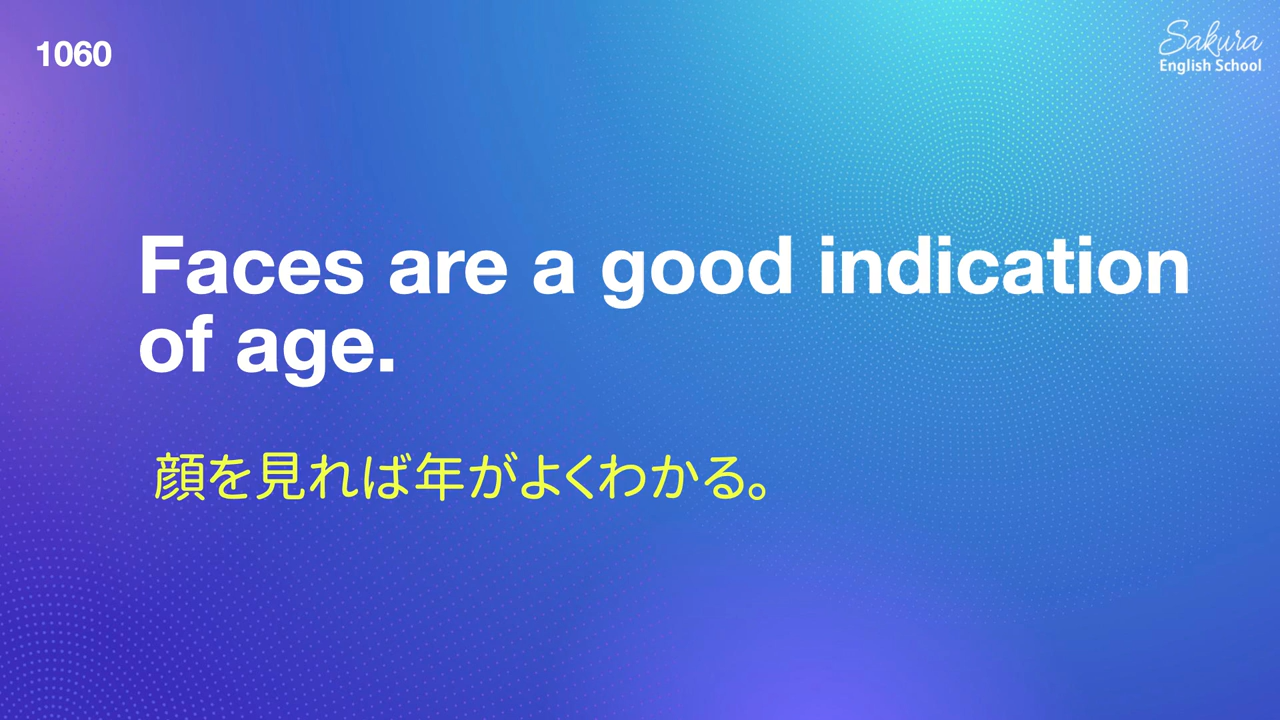 1060
Sakura
English School
Faces are a good indication
of age.
顔を見れば年がよくわかる。